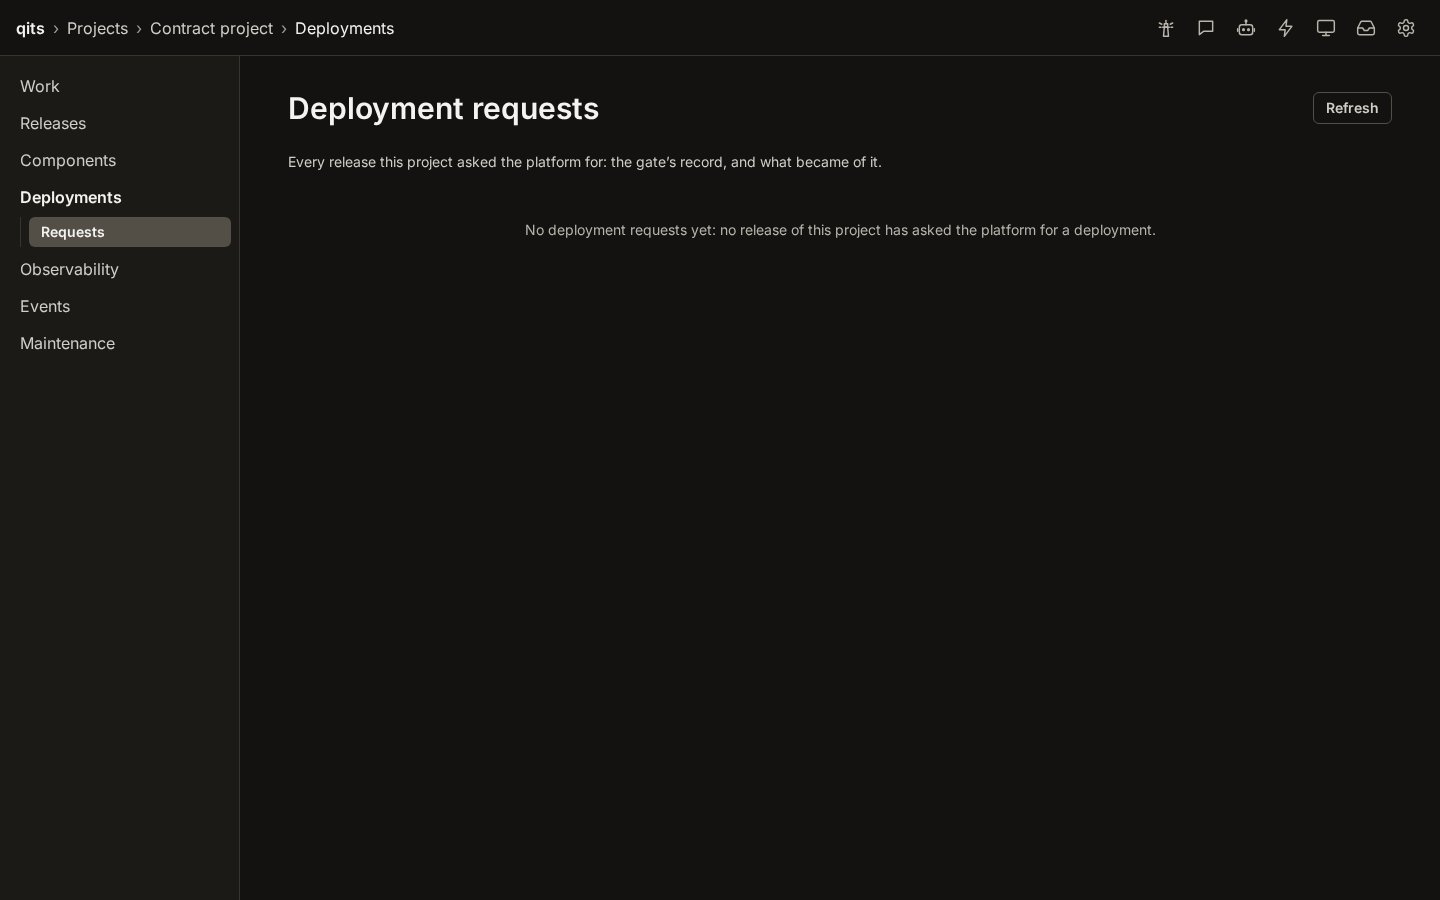 qits › Projects › Contract project › Deployments
Work
Releases
Components
Deployments
Requests
Observability
Events
Maintenance
Deployment requests
Refresh
Every release this project asked the platform for: the gate’s record, and what became of it.
No deployment requests yet: no release of this project has asked the platform for a deployment.